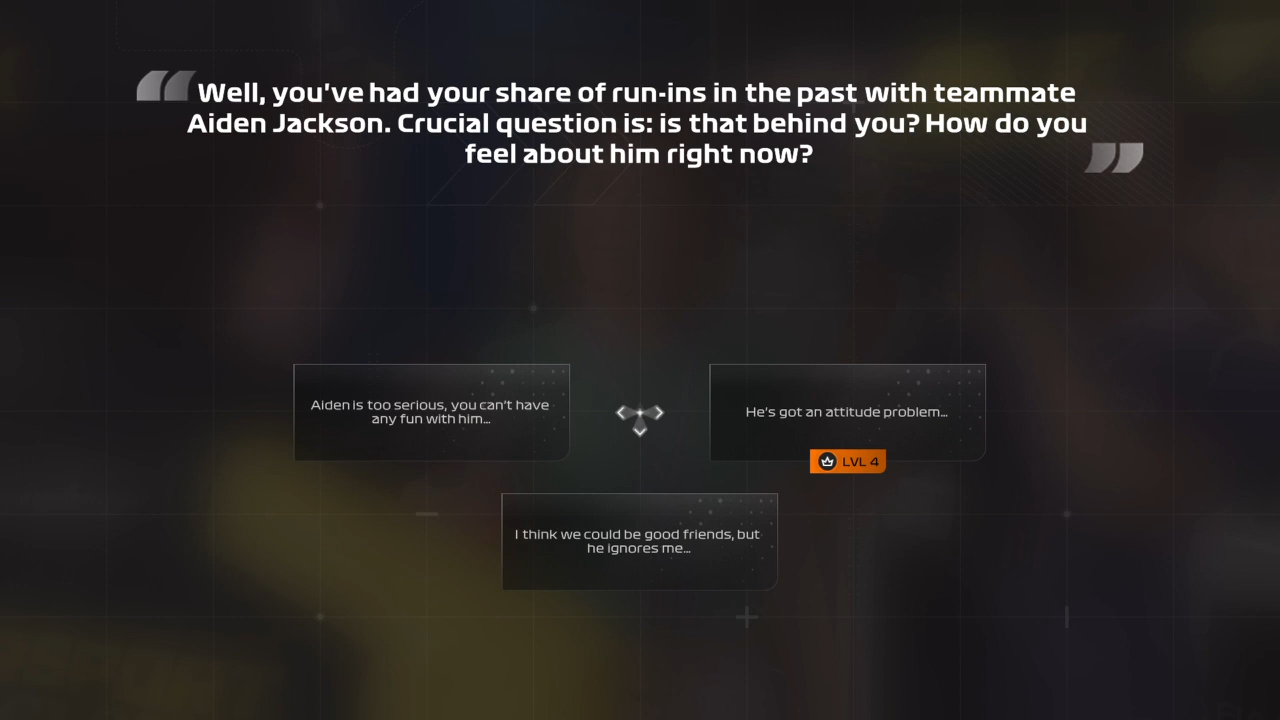 Well, you've had your share of run-ins in the past with teammate
Aiden Jackson. Crucial question is: is that behind you? How do you
feel about him right now?
Aiden is too serious, you can't have
any fun with him...
He's got an attitude problem...
LVL 4
I think we could be good friends, but
he ignores me...